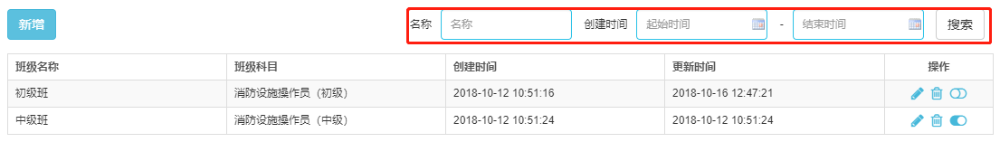 新增 名称 名称 创建时间 起始时间 - 结束时间 搜索
班级名称 班级科目 创建时间 更新时间 操作
初级班 消防设施操作员（初级） 2018-10-12 10:51:16 2018-10-16 12:47:21
中级班 消防设施操作员（中级） 2018-10-12 10:51:24 2018-10-12 10:51:24